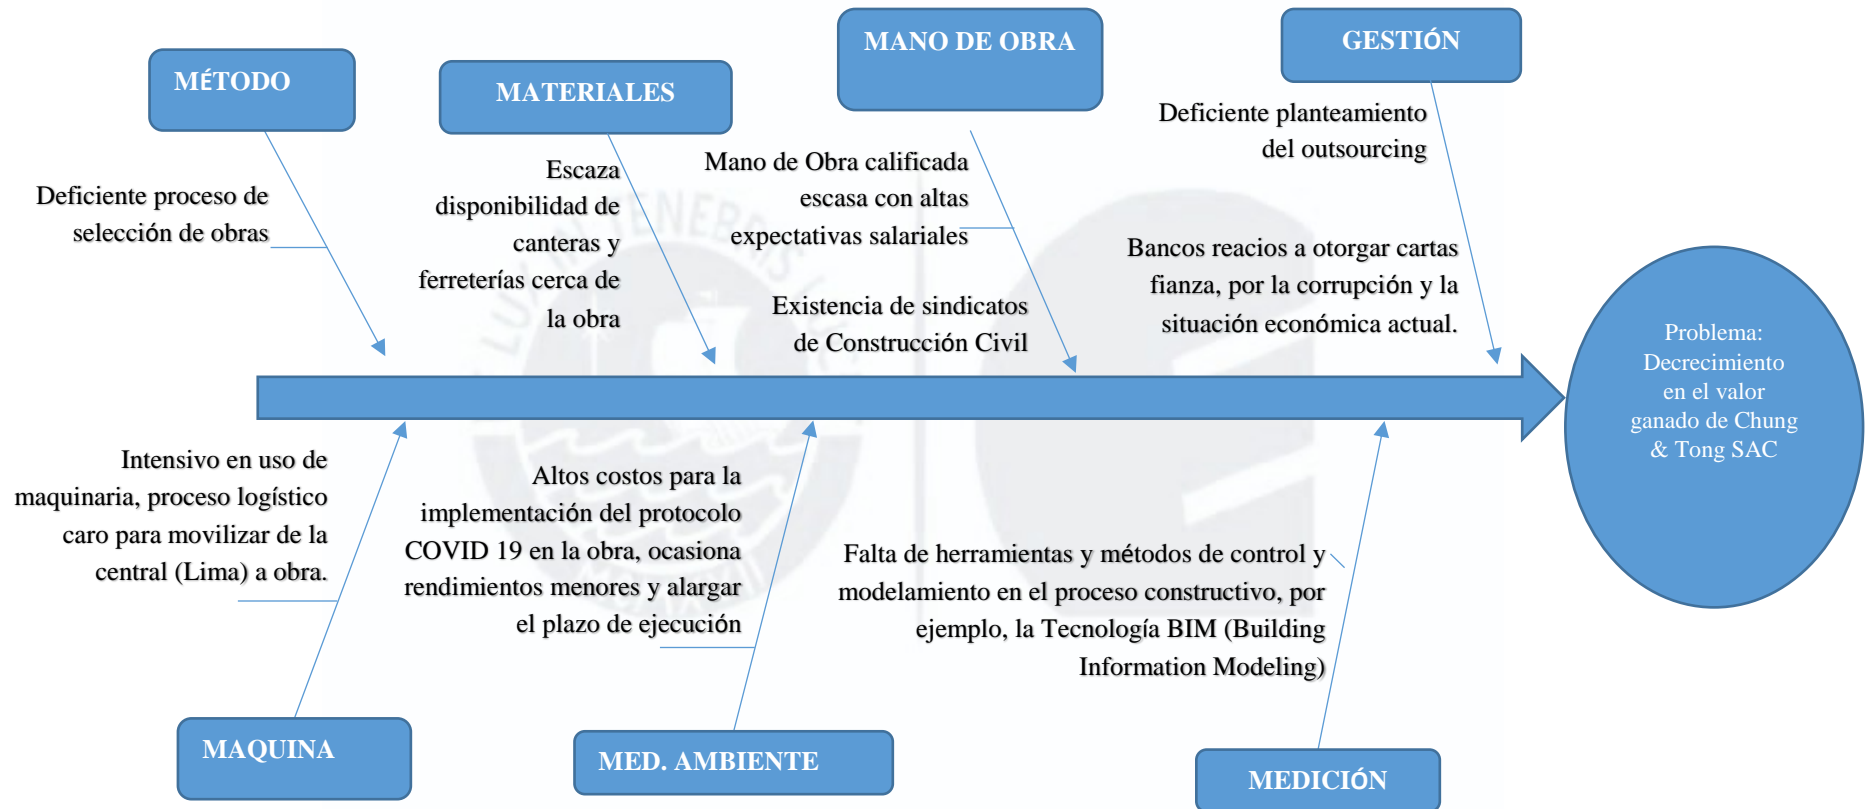 MÉTODO
Deficiente proceso de
selección de obras
MATERIALES
Escaza
disponibilidad de
canteras y
ferreterías cerca de
la obra
MANO DE OBRA
Mano de Obra calificada
escasa con altas
expectativas salariales
Existencia de sindicatos
de Construcción Civil
GESTIÓN
Deficiente planteamiento
del outsourcing
Bancos reacios a otorgar cartas
fianza, por la corrupción y la
situación económica actual.
Problema:
Decrecimiento
en el valor
ganado de Chung
& Tong SAC
Intensivo en uso de
maquinaria, proceso logístico
caro para movilizar de la
central (Lima) a obra.
MAQUINA
Altos costos para la
implementación del protocolo
COVID 19 en la obra, ocasiona
rendimientos menores y alargar
el plazo de ejecución
MED. AMBIENTE
Falta de herramientas y métodos de control y
modelamiento en el proceso constructivo, por
ejemplo, la Tecnología BIM (Building
Information Modeling)
MEDICIÓN